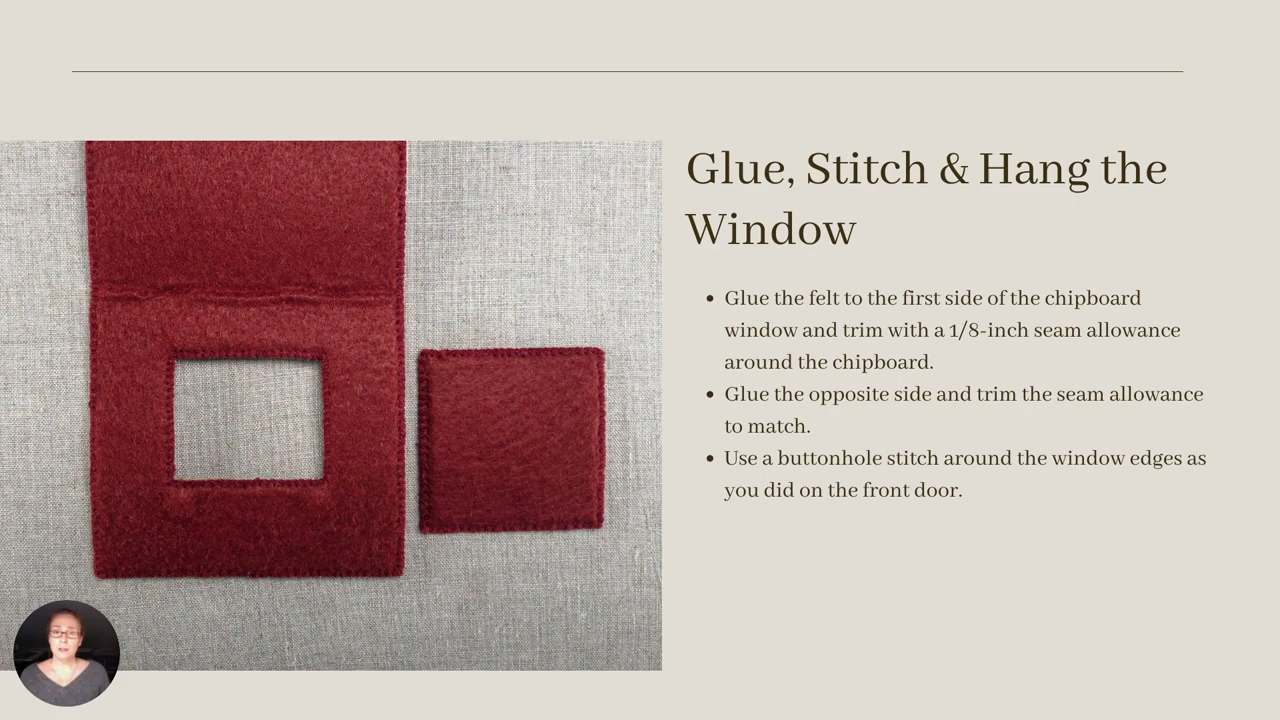 Glue, Stitch & Hang the
Window
• Glue the felt to the first side of the chipboard
window and trim with a 1/8-inch seam allowance
around the chipboard.
• Glue the opposite side and trim the seam allowance
to match.
• Use a buttonhole stitch around the window edges as
you did on the front door.